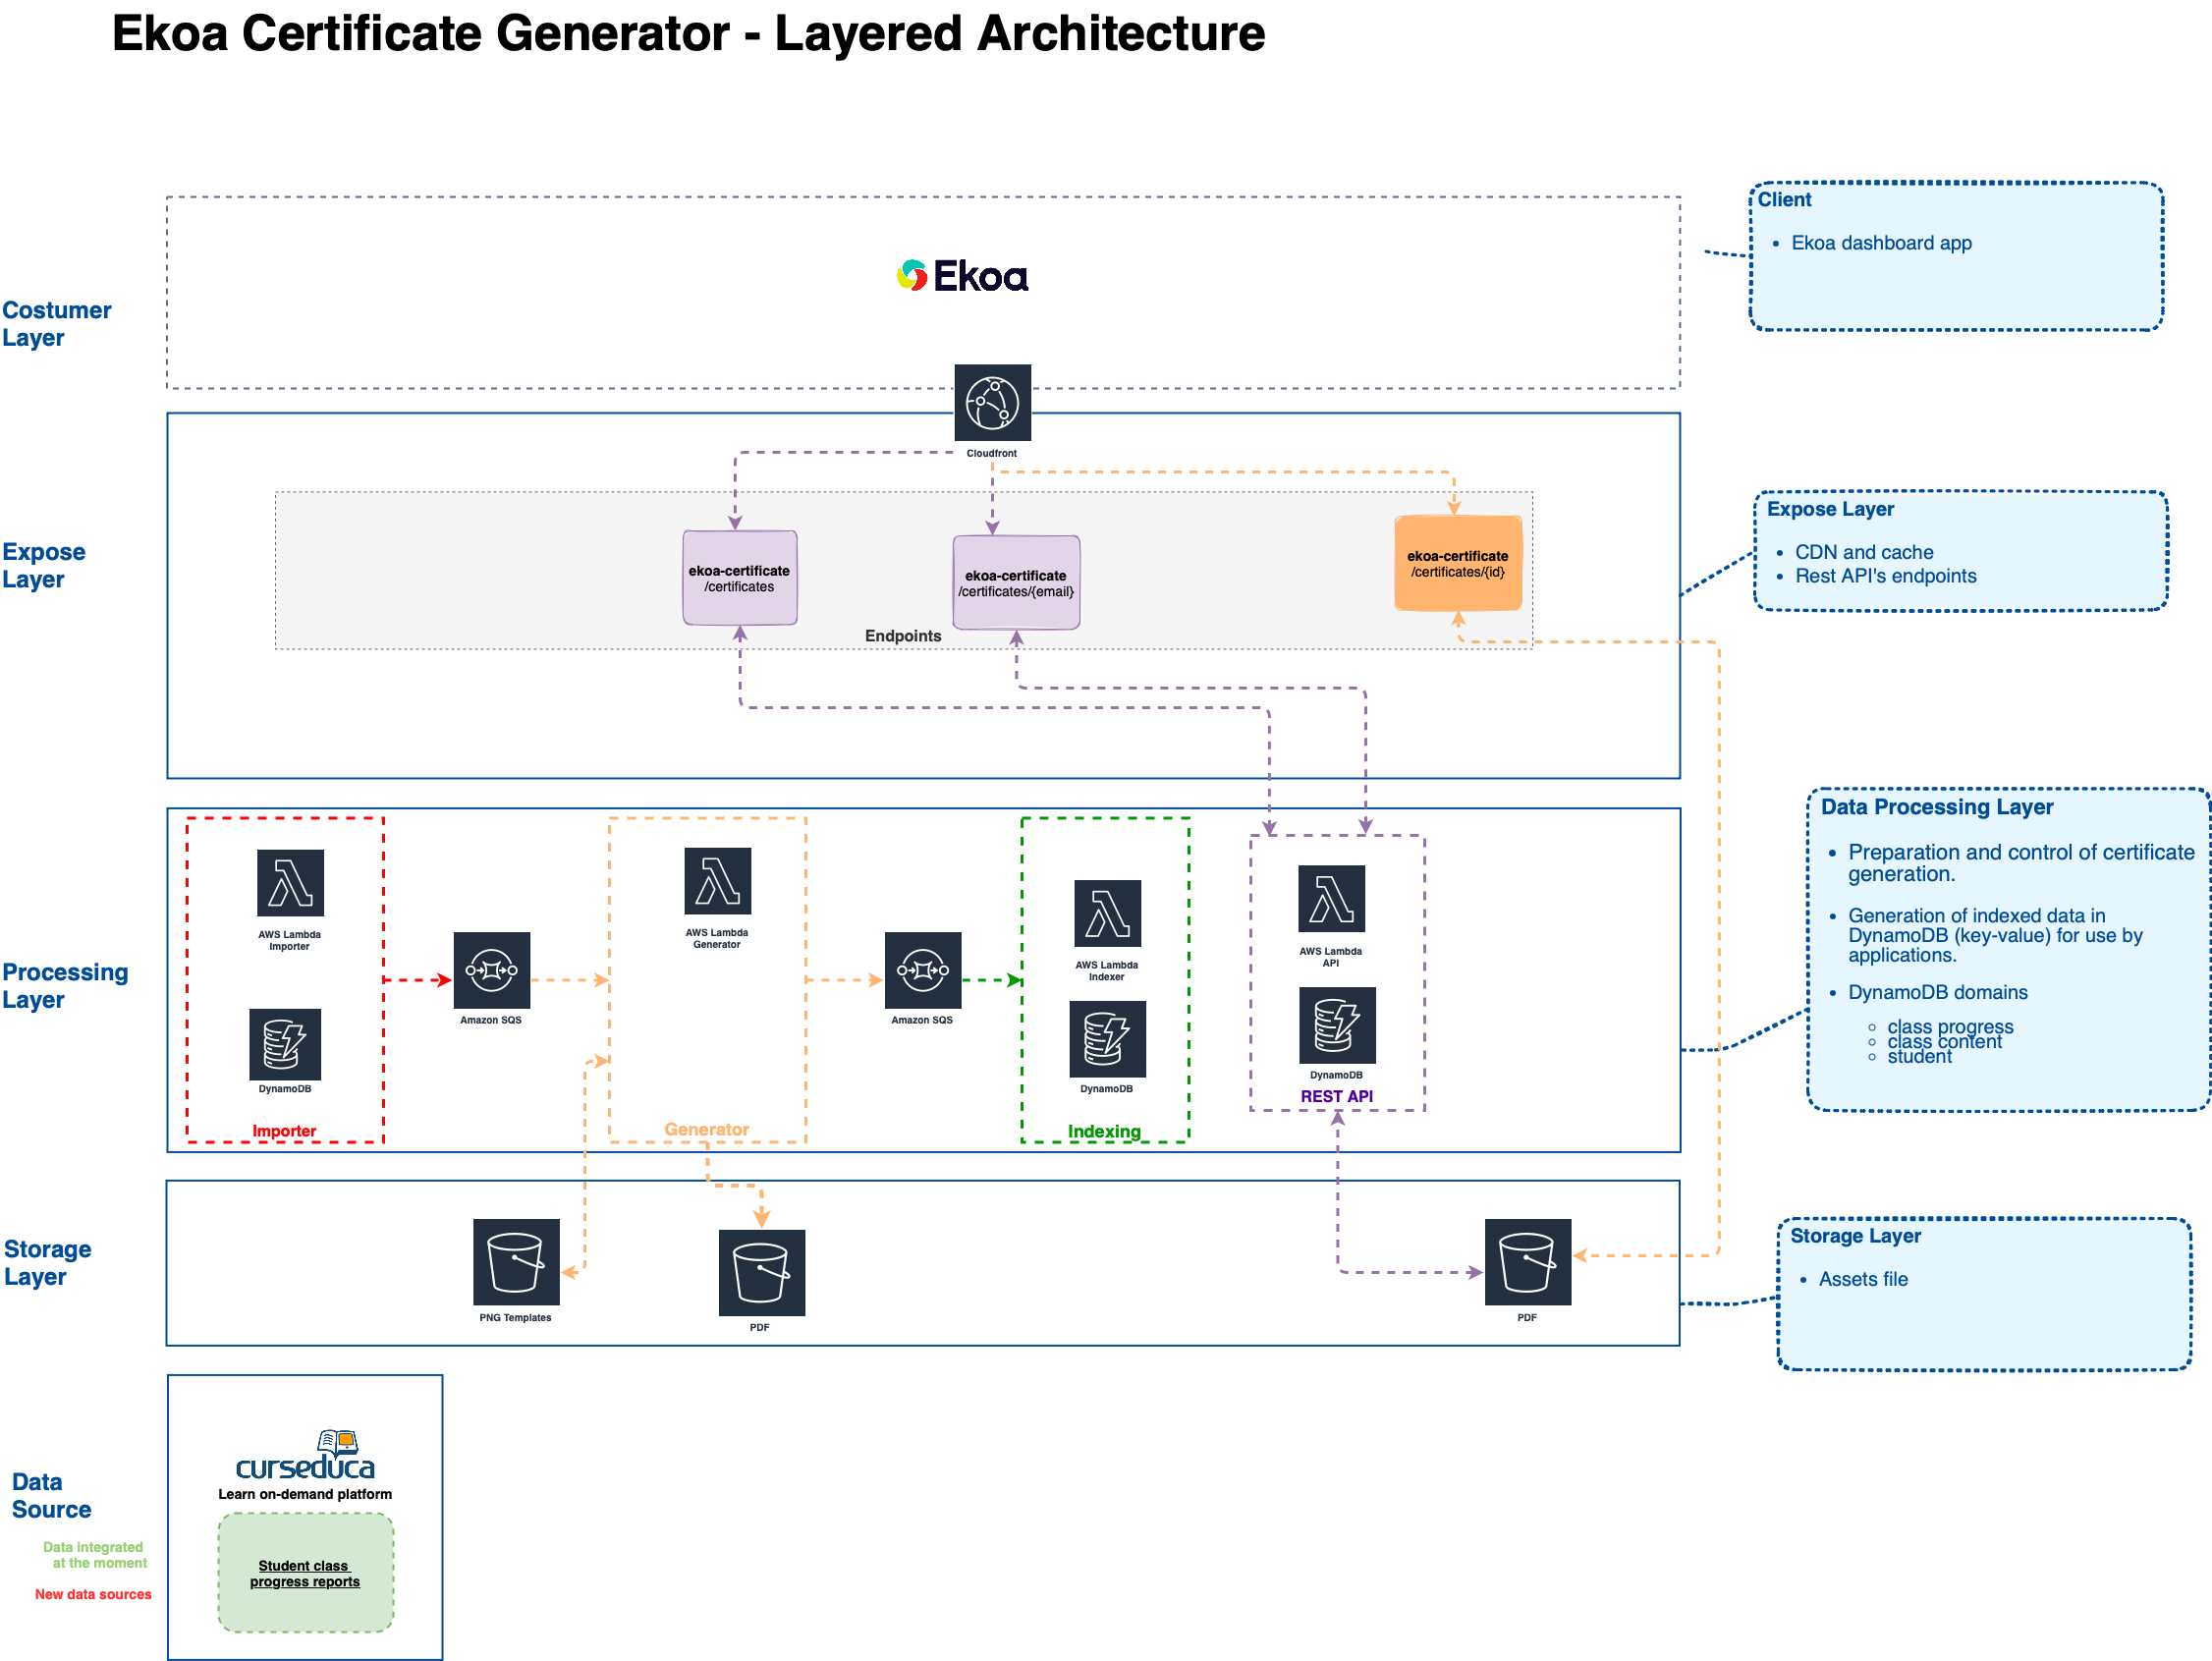 Ekoa Certificate Generator - Layered Architecture
Costumer
Layer
Ekoa
Client
Ekoa dashboard app
Cloudfront
Expose
Layer
ekoa-certificate
/certificates
ekoa-certificate
/certificates/{email}
ekoa-certificate
/certificates/{id}
Endpoints
Expose Layer
CDN and cache
Rest API's endpoints
Processing
Layer
AWS Lambda
Importer
DynamoDB
Importer
Amazon SQS
AWS Lambda
Generator
Generator
Amazon SQS
AWS Lambda
Indexer
DynamoDB
Indexing
AWS Lambda
API
DynamoDB
REST API
Data Processing Layer
Preparation and control of certificate
generation.
Generation of indexed data in
DynamoDB (key-value) for use by
applications.
DynamoDB domains
class progress
class content
student
Storage
Layer
PNG Templates
PDF
PDF
Storage Layer
Assets file
Data
Source
Data integrated
at the moment
New data sources
curseduca
Learn on-demand platform
Student class
progress reports